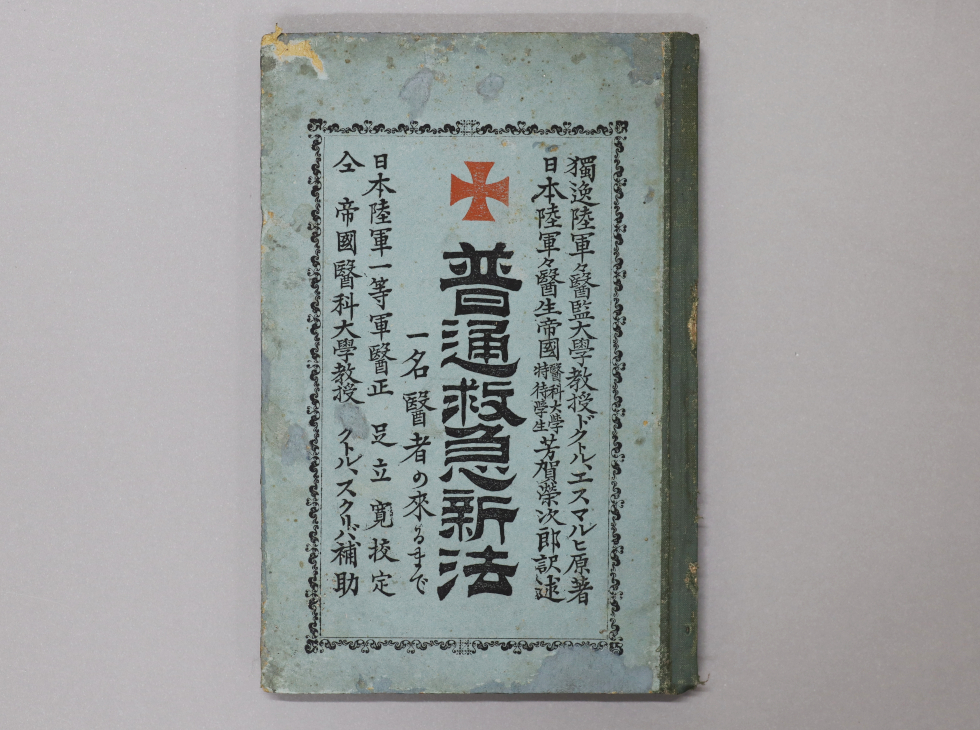 獨逸陸軍々醫監大學教授ドクトル、エスマルヒ原著
日本陸軍々醫生帝國醫科大学特待学生芳賀榮次郎訳述
普通救急新法
一名醫者の來るまで
日本陸軍一等軍醫正 足立寛挍定
仝 帝國醫科大學教授 クトル、スクリバ補助